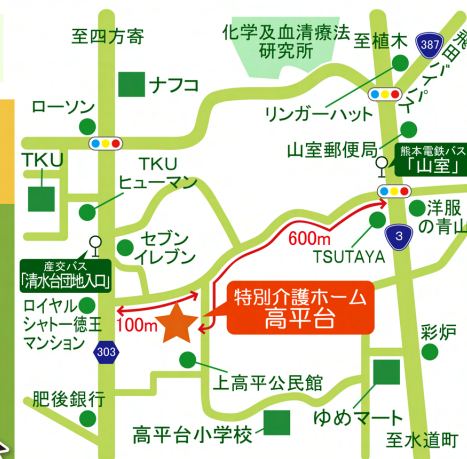 至四方寄
化学及血清療法
研究所
至植木
387
飛田バイパス
ナフコ
リンガーハット
ローソン
山室郵便局
熊本電鉄バス
「山室」
TKU
TKU
ヒューマン
洋服
の青山
セブン
イレブン
600m
TSUTAYA
3
産交バス
「清水台団地入口」
特別介護ホーム
高平台
ロイヤル
シャトー徳王
マンション
100m
303
彩炉
上高平公民館
肥後銀行
ゆめマート
高平台小学校
至水道町